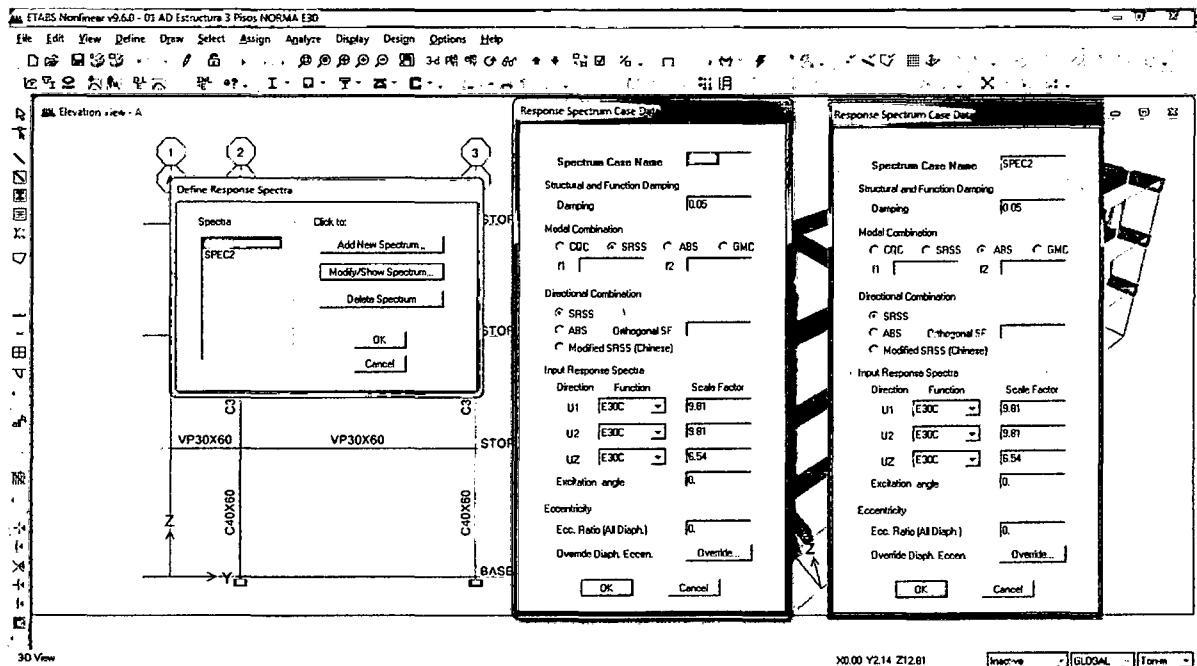 ETABS Nonlinear v9.6.0 - 01 AD Estructura 3 Pisos NORMA E30
File Edit View Define Draw Select Assign Analyze Display Design Options Help
Elevation view - A
1 2 3
Define Response Spectra
Spectra
Click to:
SPEC2
Add New Spectrum...
Modify/Show Spectrum...
Delete Spectrum
OK
Cancel
C3
C3
VP30X60 VP30X60
C40X60
C40X60
Z
Y
STOR
STOR
STOR
BASE
Response Spectrum Case Data
Spectrum Case Name
Structural and Function Damping
Damping 0.05
Modal Combination
CQC SRSS ABS GMC
f1 f2
Directional Combination
SRSS
ABS Orthogonal SF
Modified SRSS (Chinese)
Input Response Spectra
Direction Function Scale Factor
U1 E30C 9.81
U2 E30C 9.81
UZ E30C 6.54
Excitation angle 0.
Eccentricity
Ecc. Ratio (All Diaph.) 0.
Override Diaph. Eccen. Override...
OK Cancel
Response Spectrum Case Data
Spectrum Case Name SPEC2
Structural and Function Damping
Damping 0.05
Modal Combination
CQC SRSS ABS GMC
f1 f2
Directional Combination
SRSS
ABS Orthogonal SF
Modified SRSS (Chinese)
Input Response Spectra
Direction Function Scale Factor
U1 E30C 9.81
U2 E30C 9.81
UZ E30C 6.54
Excitation angle 0.
Eccentricity
Ecc. Ratio (All Diaph.) 0.
Override Diaph. Eccen. Override...
OK Cancel
3D View
X0.00 Y2.14 Z12.81
Inactive
GLOBAL
Ton-m